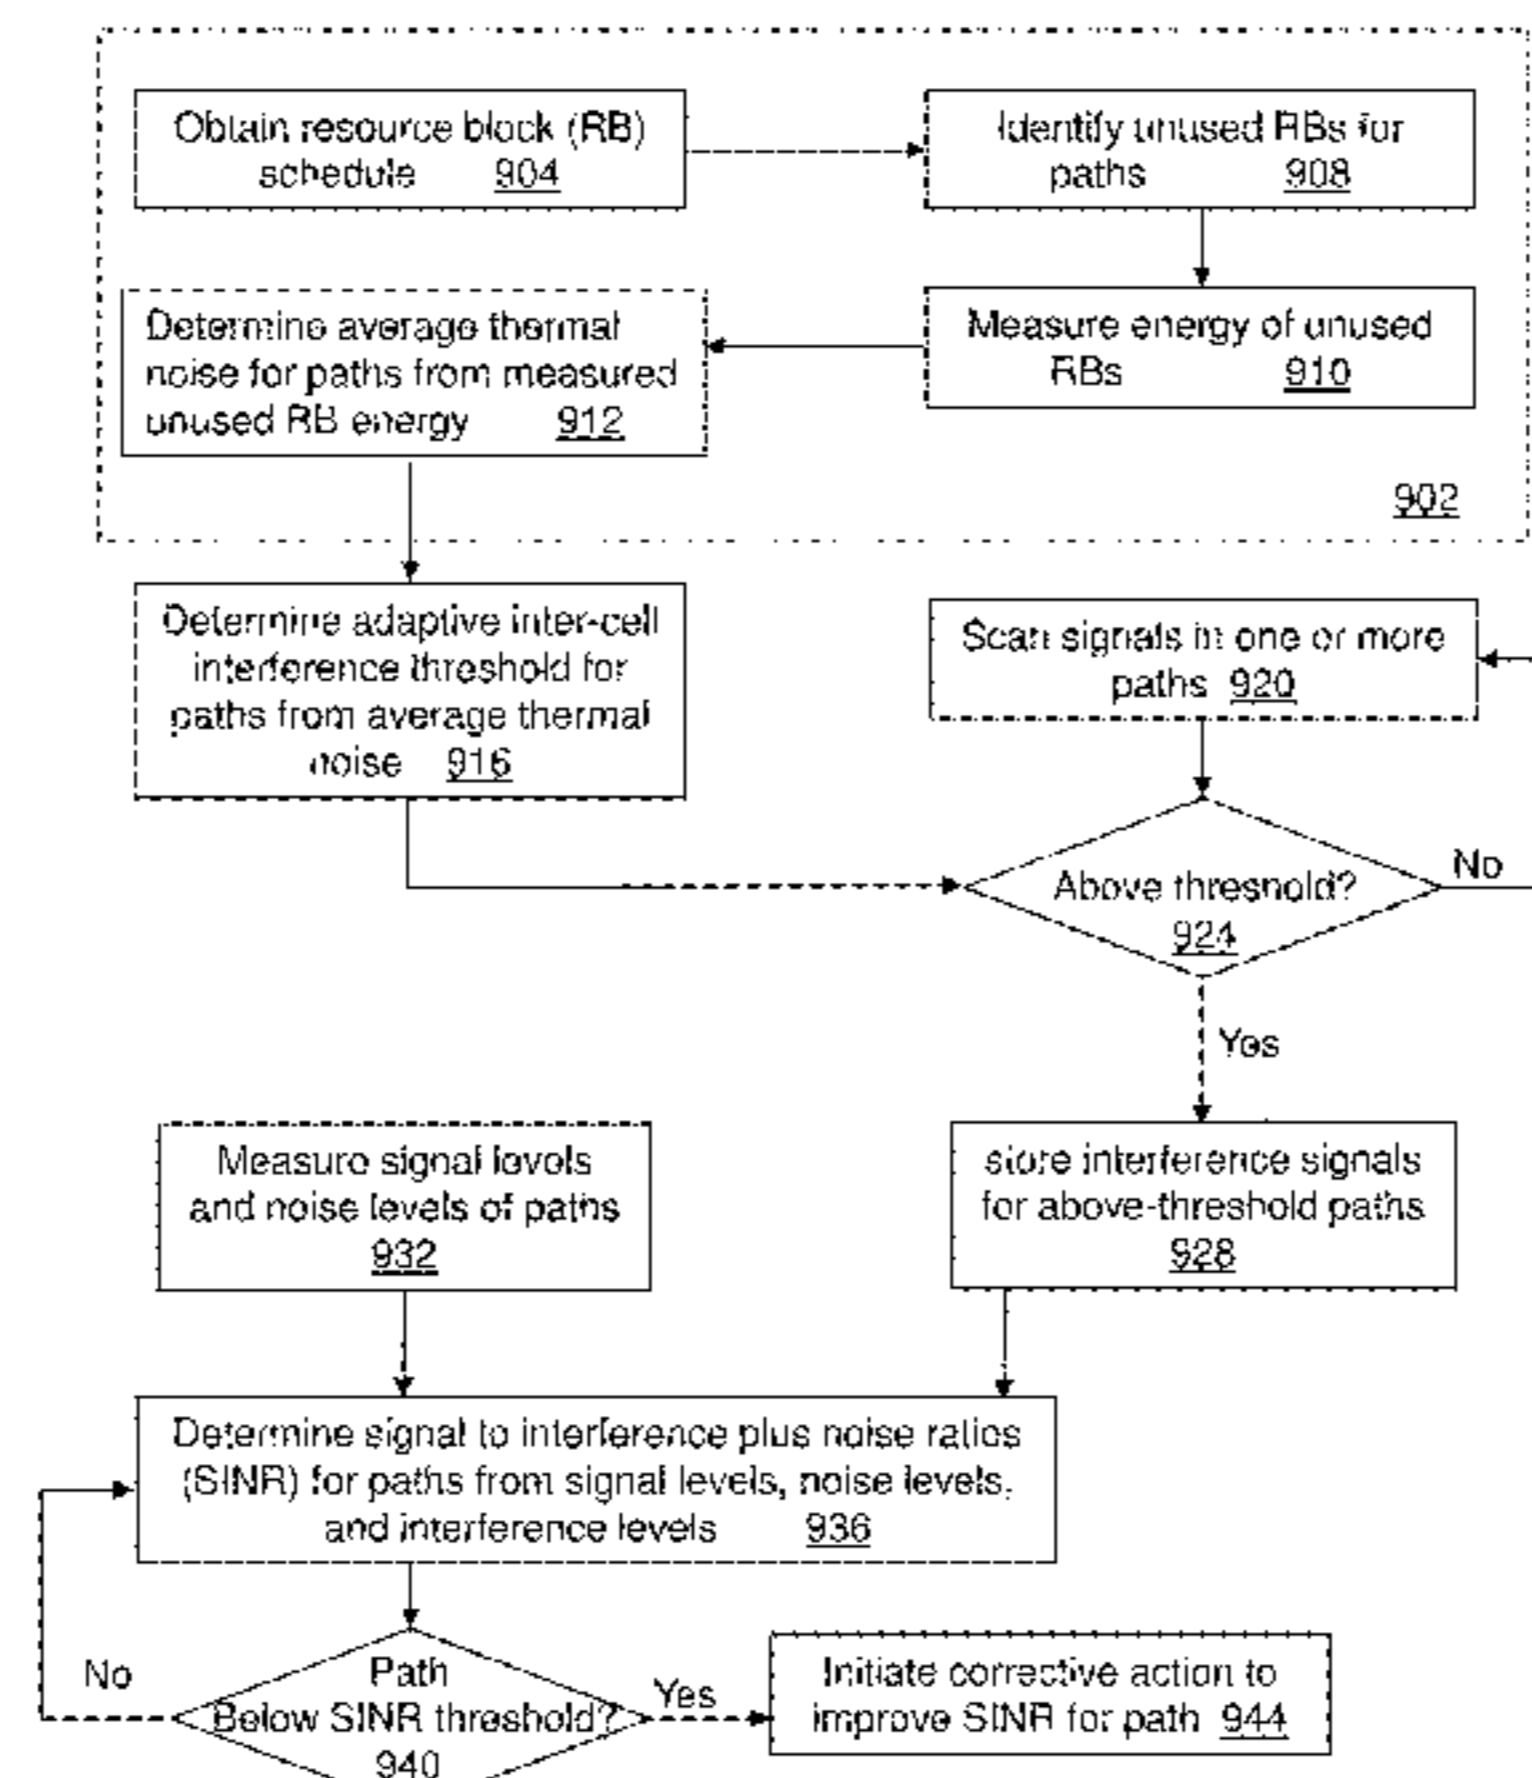 Obtain resource block (RB)
schedule 904
Identify unused RBs for
paths 908
Determine average thermal
noise for paths from measured
unused RB energy 912
Measure energy of unused
RBs 910
902
Determine adaptive inter-cell
interference threshold for
paths from average thermal
noise 916
Scan signals in one or more
paths 920
Above threshold?
924
No
Yes
Measure signal levels
and noise levels of paths
932
store interference signals
for above-threshold paths
928
Determine signal to interference plus noise ratios
(SINR) for paths from signal levels, noise levels,
and interference levels 936
No
Path
Below SINR threshold?
940
Yes
Initiate corrective action to
improve SINR for path 944